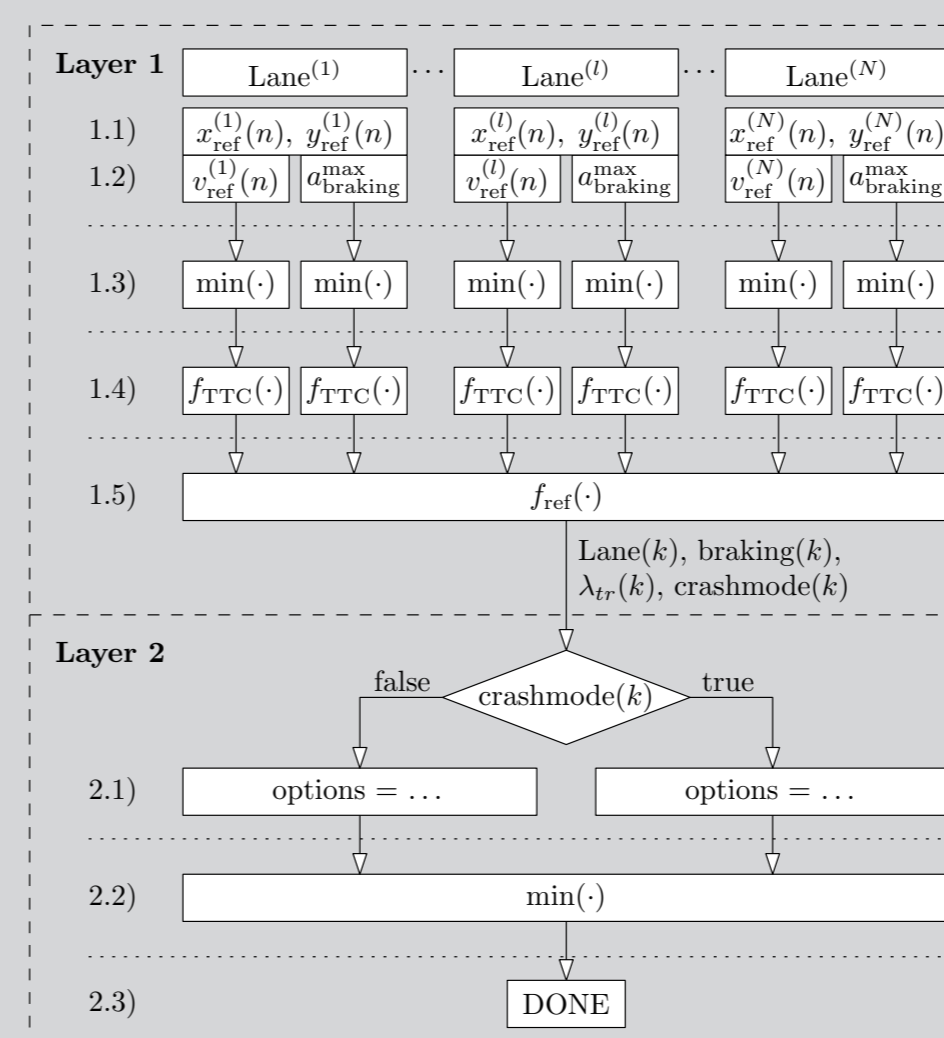 Layer 1 Lane^(1) ... Lane^(l) ... Lane^(N)
1.1) x_ref^(1)(n), y_ref^(1)(n) x_ref^(l)(n), y_ref^(l)(n) x_ref^(N)(n), y_ref^(N)(n)
1.2) v_ref^(1)(n) a_braking^max v_ref^(l)(n) a_braking^max v_ref^(N)(n) a_braking^max
1.3) min(·) min(·) min(·) min(·) min(·) min(·)
1.4) f_TTC(·) f_TTC(·) f_TTC(·) f_TTC(·) f_TTC(·) f_TTC(·)
1.5) f_ref(·)
Lane(k), braking(k),
λ_tr(k), crashmode(k)
Layer 2
false crashmode(k) true
2.1) options = ... options = ...
2.2) min(·)
2.3) DONE